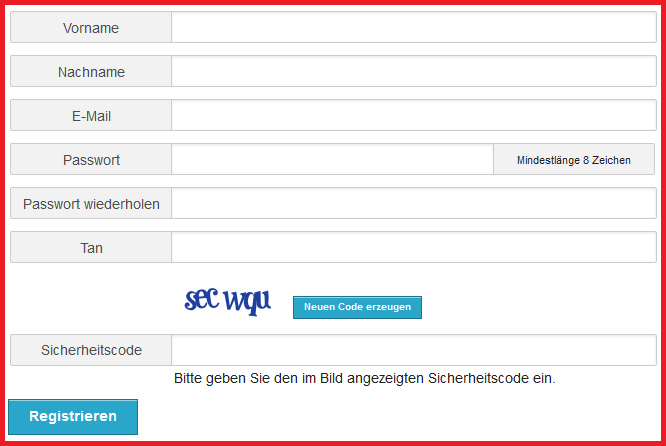 Vorname
Nachname
E-Mail
Passwort Mindestlänge 8 Zeichen
Passwort wiederholen
Tan
sec wqu Neuen Code erzeugen
Sicherheitscode
Bitte geben Sie den im Bild angezeigten Sicherheitscode ein.
Registrieren